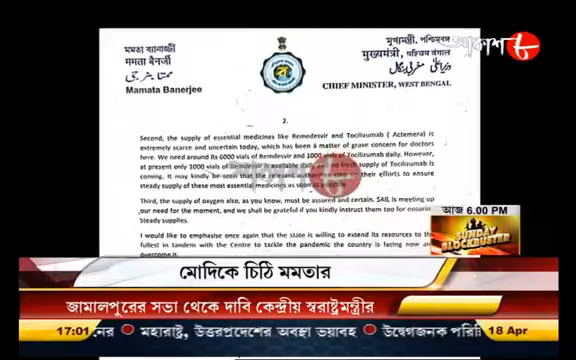 মমতা ব্যানার্জী
ममता बैनर्जी
ممتا بنرجی
Mamata Banerjee
মুখ্যমন্ত্রী, পশ্চিমবঙ্গ
मुख्यमंत्री, पश्चिम बंगाल
CHIEF MINISTER, WEST BENGAL
আকাশ
2.
Second, the supply of essential medicines like Remedesvir and Tocilizumab ( Actemera) is
extremely scarce and uncertain today, which has been a matter of grave concern for doctors
here. We need around Rs 6000 vials of Remdesvir and 1000 vials of Tocilizumab daily. However,
at present only 1000 vials of Remdesvir is available daily and no fresh supply of Tocilizumab is
coming. It may kindly be seen that the relevant authorities step up their efforts to ensure
steady supply of these most essential medicines as soon as possible.
Third, the supply of oxygen also, as you know, must be assured and certain. SAIL is meeting up
our need for the moment, and we shall be grateful if you kindly instruct them too for ensuring
steady supplies.
I would like to emphasise once again that the state is willing to extend its resources to the
fullest in tandem with the Centre to tackle the pandemic the country is facing now and
overcome it.
আজ 6.00 PM
SUNDAY
BLOCKBUSTER
মোদিকে চিঠি মমতার
জামালপুরের সভা থেকে দাবি কেন্দ্রীয় স্বরাষ্ট্রমন্ত্রীর
17:01 নের মহারাষ্ট্র, উত্তরপ্রদেশের অবস্থা ভয়াবহ উদ্বেগজনক পরিস্থি 18 Apr